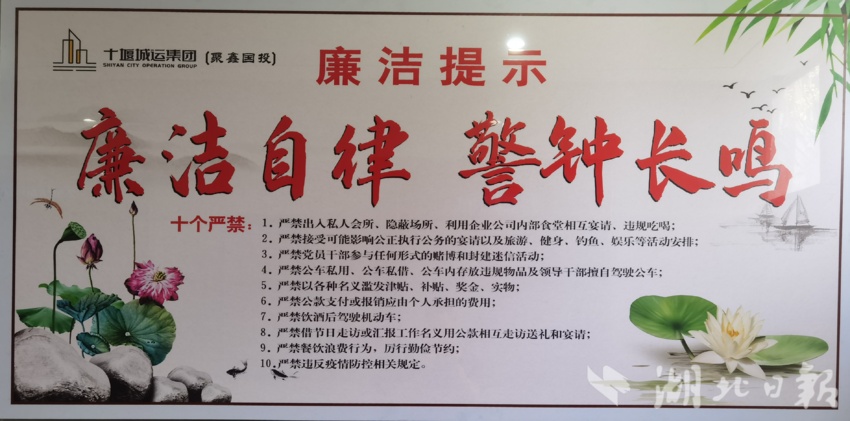 十堰城运集团
SHIYAN CITY OPERATION GROUP
(聚鑫国投)
廉洁提示
廉洁自律 警钟长鸣
十个严禁：
1、严禁出入私人会所、隐蔽场所、利用企业公司内部食堂相互宴请、违规吃喝；
2、严禁接受可能影响公正执行公务的宴请以及旅游、健身、钓鱼、娱乐等活动安排；
3、严禁党员干部参与任何形式的赌博和封建迷信活动；
4、严禁公车私用、公车私借、公车内存放违规物品及领导干部擅自驾驶公车；
5、严禁以各种名义滥发津贴、补贴、奖金、实物；
6、严禁公款支付或报销应由个人承担的费用；
7、严禁饮酒后驾驶机动车；
8、严禁借节日走访或汇报工作名义用公款相互走访送礼和宴请；
9、严禁餐饮浪费行为，厉行勤俭节约；
10、严禁违反疫情防控相关规定。
湖北日報